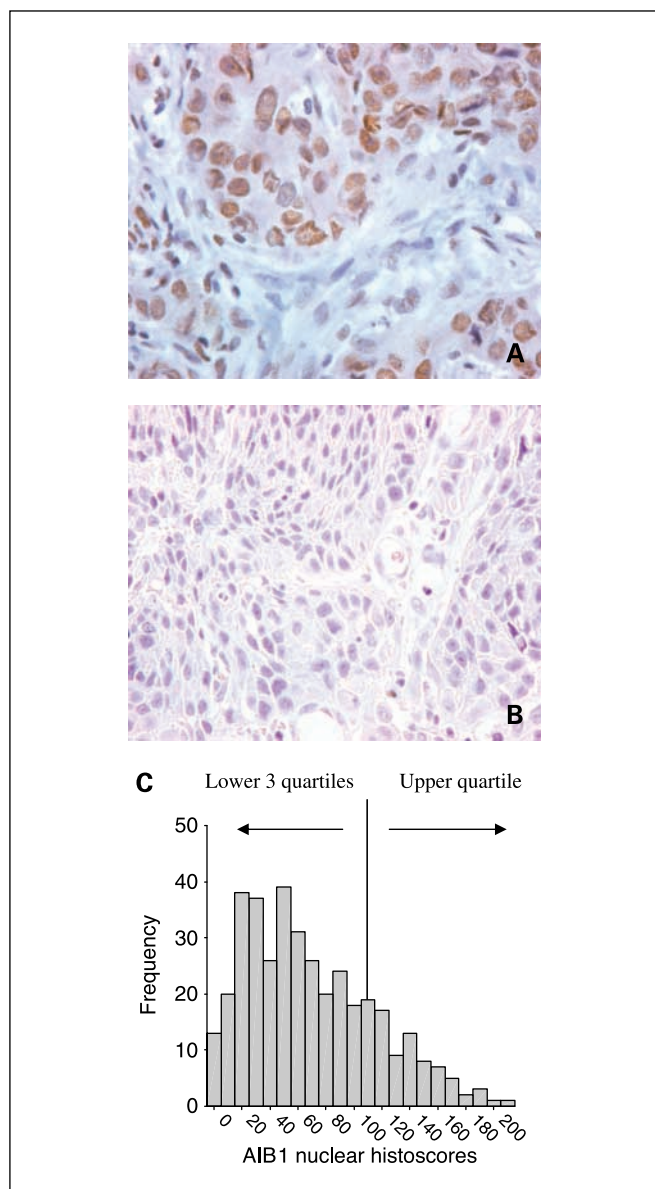 A
B
C
Lower 3 quartiles
Upper quartile
50
40
30
20
10
0
Frequency
0 20 40 60 80 100 120 140 160 180 200
AIB1 nuclear histoscores